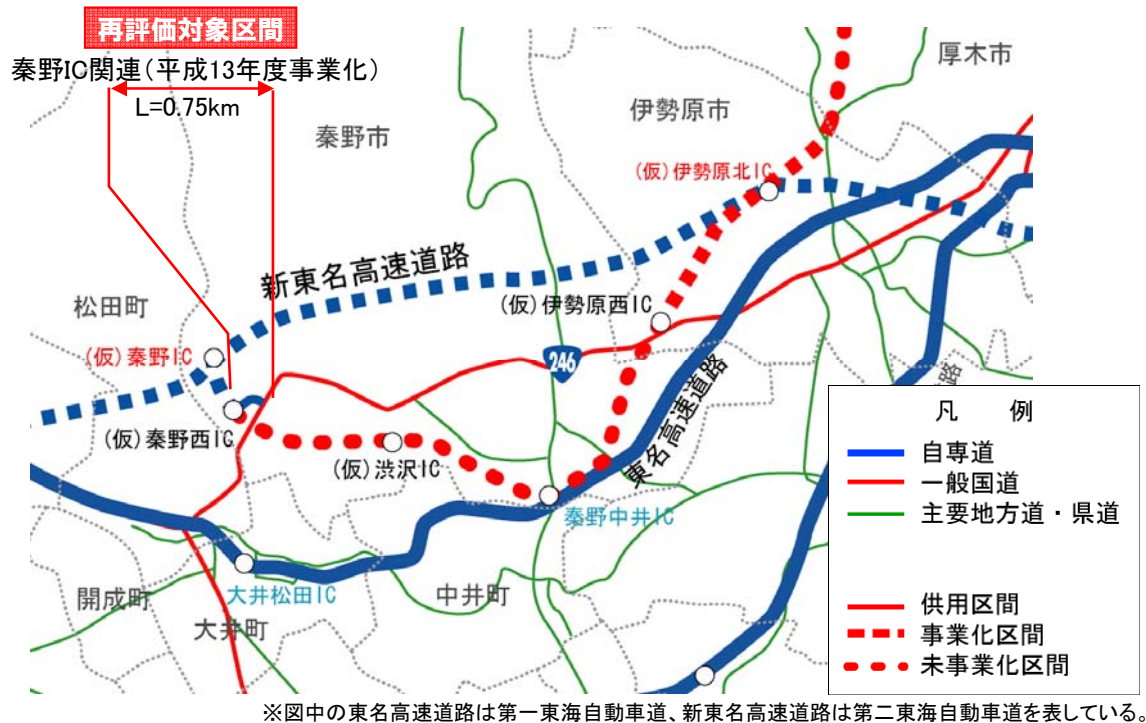 再評価対象区間
秦野IC関連(平成13年度事業化)
L=0.75km
厚木市
伊勢原市
秦野市
(仮)伊勢原北IC
新東名高速道路
松田町
(仮)伊勢原西IC
(仮)秦野IC
246
東名高速道路
路
(仮)秦野西IC
(仮)渋沢IC
秦野中井IC
大井松田IC
開成町
中井町
大井町
凡 例
自専道
一般国道
主要地方道・県道
供用区間
事業化区間
未事業化区間
※図中の東名高速道路は第一東海自動車道、新東名高速道路は第二東海自動車道を表している